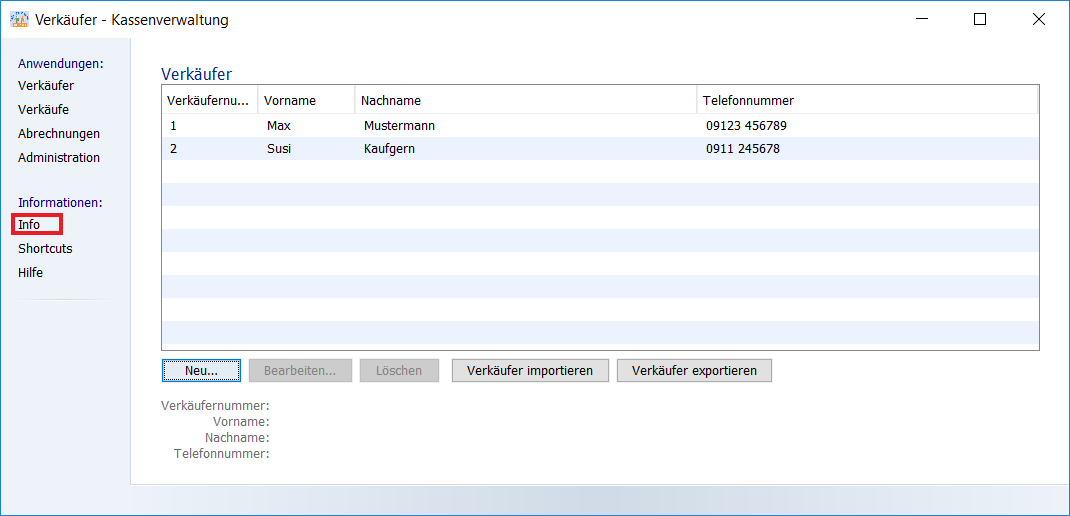 Verkäufer - Kassenverwaltung
Anwendungen:
Verkäufer
Verkäufe
Abrechnungen
Administration
Informationen:
Info
Shortcuts
Hilfe
Verkäufer
Verkäufernu... Vorname Nachname Telefonnummer
1 Max Mustermann 09123 456789
2 Susi Kaufgern 0911 245678
Neu... Bearbeiten... Löschen Verkäufer importieren Verkäufer exportieren
Verkäufernummer:
Vorname:
Nachname:
Telefonnummer: